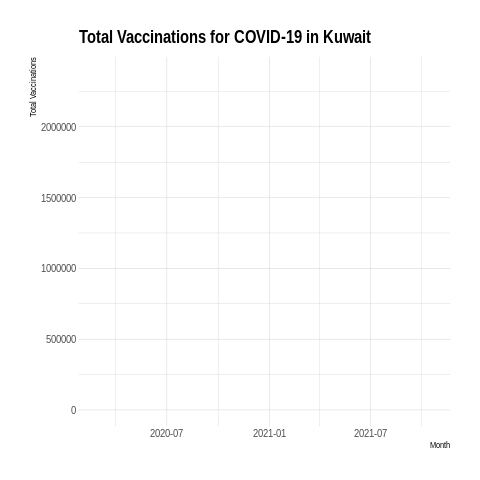 Total Vaccinations for COVID-19 in Kuwait
Total Vaccinations
2000000
1500000
1000000
500000
0
2020-07
2021-01
2021-07
Month